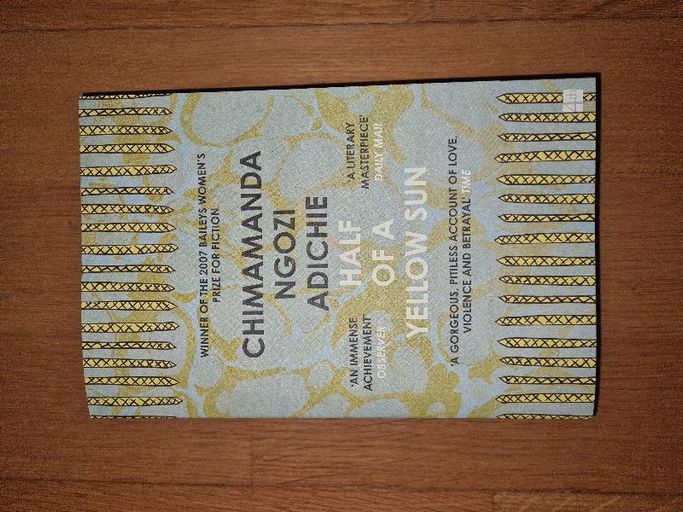 WINNER OF THE 2007 BAILEYS WOMEN'S
PRIZE FOR FICTION
CHIMAMANDA
NGOZI
ADICHIE
'AN IMMENSE
ACHIEVEMENT'
OBSERVER
'A LITERARY
MASTERPIECE'
DAILY MAIL
HALF
OF A
YELLOW SUN
'A GORGEOUS, PITILESS ACCOUNT OF LOVE,
VIOLENCE AND BETRAYAL' TIME